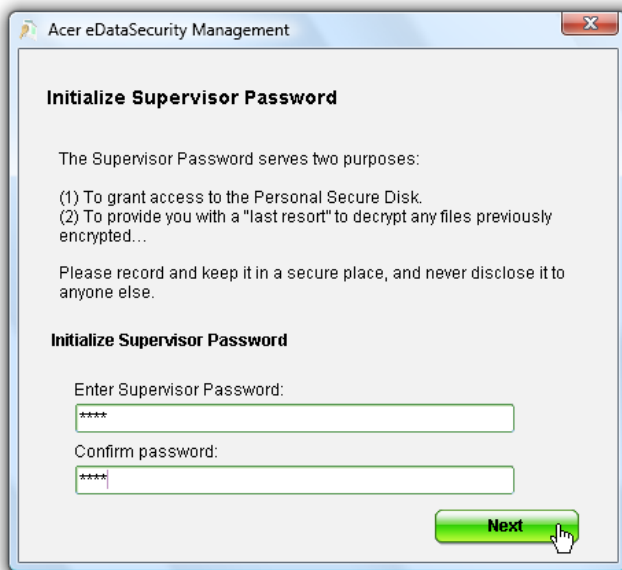 Acer eDataSecurity Management
Initialize Supervisor Password
The Supervisor Password serves two purposes:
(1) To grant access to the Personal Secure Disk.
(2) To provide you with a "last resort" to decrypt any files previously
encrypted...
Please record and keep it in a secure place, and never disclose it to
anyone else.
Initialize Supervisor Password
Enter Supervisor Password:
****
Confirm password:
****
Next